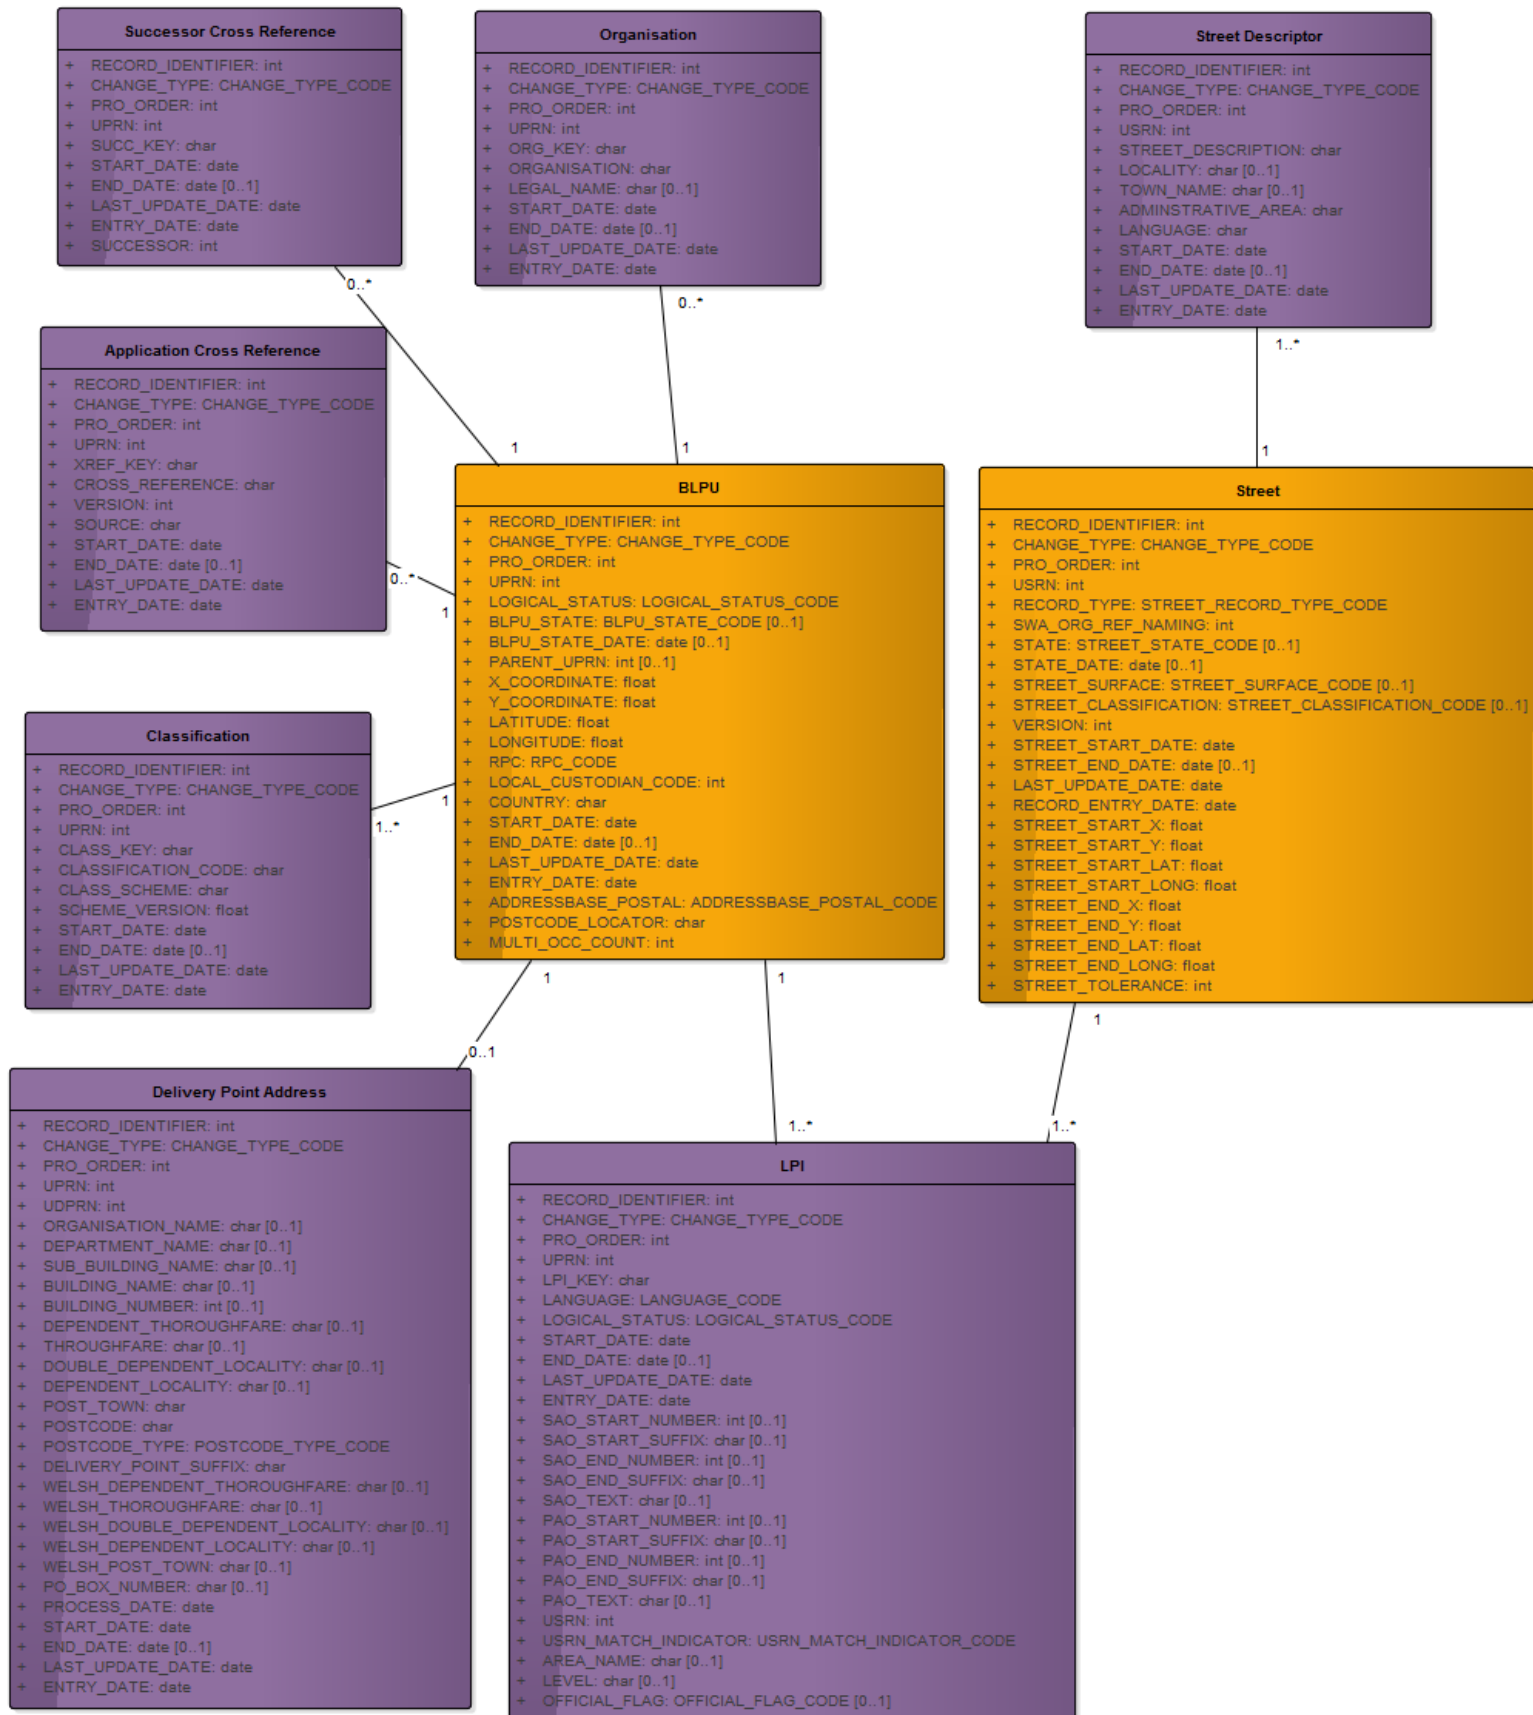 Successor Cross Reference
+ RECORD_IDENTIFIER: int
+ CHANGE_TYPE: CHANGE_TYPE_CODE
+ PRO_ORDER: int
+ UPRN: int
+ SUCC_KEY: char
+ START_DATE: date
+ END_DATE: date [0..1]
+ LAST_UPDATE_DATE: date
+ ENTRY_DATE: date
+ SUCCESSOR: int
0..*
1
Organisation
+ RECORD_IDENTIFIER: int
+ CHANGE_TYPE: CHANGE_TYPE_CODE
+ PRO_ORDER: int
+ UPRN: int
+ ORG_KEY: char
+ ORGANISATION: char
+ LEGAL_NAME: char [0..1]
+ START_DATE: date
+ END_DATE: date [0..1]
+ LAST_UPDATE_DATE: date
+ ENTRY_DATE: date
0..*
1
Street Descriptor
+ RECORD_IDENTIFIER: int
+ CHANGE_TYPE: CHANGE_TYPE_CODE
+ PRO_ORDER: int
+ USRN: int
+ STREET_DESCRIPTION: char
+ LOCALITY: char [0..1]
+ TOWN_NAME: char [0..1]
+ ADMINSTRATIVE_AREA: char
+ LANGUAGE: char
+ START_DATE: date
+ END_DATE: date [0..1]
+ LAST_UPDATE_DATE: date
+ ENTRY_DATE: date
1..*
1
Application Cross Reference
+ RECORD_IDENTIFIER: int
+ CHANGE_TYPE: CHANGE_TYPE_CODE
+ PRO_ORDER: int
+ UPRN: int
+ XREF_KEY: char
+ CROSS_REFERENCE: char
+ VERSION: int
+ SOURCE: char
+ START_DATE: date
+ END_DATE: date [0..1]
+ LAST_UPDATE_DATE: date
+ ENTRY_DATE: date
0..*
1
BLPU
+ RECORD_IDENTIFIER: int
+ CHANGE_TYPE: CHANGE_TYPE_CODE
+ PRO_ORDER: int
+ UPRN: int
+ LOGICAL_STATUS: LOGICAL_STATUS_CODE
+ BLPU_STATE: BLPU_STATE_CODE [0..1]
+ BLPU_STATE_DATE: date [0..1]
+ PARENT_UPRN: int [0..1]
+ X_COORDINATE: float
+ Y_COORDINATE: float
+ LATITUDE: float
+ LONGITUDE: float
+ RPC: RPC_CODE
+ LOCAL_CUSTODIAN_CODE: int
+ COUNTRY: char
+ START_DATE: date
+ END_DATE: date [0..1]
+ LAST_UPDATE_DATE: date
+ ENTRY_DATE: date
+ ADDRESSBASE_POSTAL: ADDRESSBASE_POSTAL_CODE
+ POSTCODE_LOCATOR: char
+ MULTI_OCC_COUNT: int
Street
+ RECORD_IDENTIFIER: int
+ CHANGE_TYPE: CHANGE_TYPE_CODE
+ PRO_ORDER: int
+ USRN: int
+ RECORD_TYPE: STREET_RECORD_TYPE_CODE
+ SWA_ORG_REF_NAMING: int
+ STATE: STREET_STATE_CODE [0..1]
+ STATE_DATE: date [0..1]
+ STREET_SURFACE: STREET_SURFACE_CODE [0..1]
+ STREET_CLASSIFICATION: STREET_CLASSIFICATION_CODE [0..1]
+ VERSION: int
+ STREET_START_DATE: date
+ STREET_END_DATE: date [0..1]
+ LAST_UPDATE_DATE: date
+ RECORD_ENTRY_DATE: date
+ STREET_START_X: float
+ STREET_START_Y: float
+ STREET_START_LAT: float
+ STREET_START_LONG: float
+ STREET_END_X: float
+ STREET_END_Y: float
+ STREET_END_LAT: float
+ STREET_END_LONG: float
+ STREET_TOLERANCE: int
Classification
+ RECORD_IDENTIFIER: int
+ CHANGE_TYPE: CHANGE_TYPE_CODE
+ PRO_ORDER: int
+ UPRN: int
+ CLASS_KEY: char
+ CLASSIFICATION_CODE: char
+ CLASS_SCHEME: char
+ SCHEME_VERSION: float
+ START_DATE: date
+ END_DATE: date [0..1]
+ LAST_UPDATE_DATE: date
+ ENTRY_DATE: date
1..*
1
1
0..1
1
1..*
1
1..*
Delivery Point Address
+ RECORD_IDENTIFIER: int
+ CHANGE_TYPE: CHANGE_TYPE_CODE
+ PRO_ORDER: int
+ UPRN: int
+ UDPRN: int
+ ORGANISATION_NAME: char [0..1]
+ DEPARTMENT_NAME: char [0..1]
+ SUB_BUILDING_NAME: char [0..1]
+ BUILDING_NAME: char [0..1]
+ BUILDING_NUMBER: int [0..1]
+ DEPENDENT_THOROUGHFARE: char [0..1]
+ THROUGHFARE: char [0..1]
+ DOUBLE_DEPENDENT_LOCALITY: char [0..1]
+ DEPENDENT_LOCALITY: char [0..1]
+ POST_TOWN: char
+ POSTCODE: char
+ POSTCODE_TYPE: POSTCODE_TYPE_CODE
+ DELIVERY_POINT_SUFFIX: char
+ WELSH_DEPENDENT_THOROUGHFARE: char [0..1]
+ WELSH_THOROUGHFARE: char [0..1]
+ WELSH_DOUBLE_DEPENDENT_LOCALITY: char [0..1]
+ WELSH_DEPENDENT_LOCALITY: char [0..1]
+ WELSH_POST_TOWN: char [0..1]
+ PO_BOX_NUMBER: char [0..1]
+ PROCESS_DATE: date
+ START_DATE: date
+ END_DATE: date [0..1]
+ LAST_UPDATE_DATE: date
+ ENTRY_DATE: date
LPI
+ RECORD_IDENTIFIER: int
+ CHANGE_TYPE: CHANGE_TYPE_CODE
+ PRO_ORDER: int
+ UPRN: int
+ LPI_KEY: char
+ LANGUAGE: LANGUAGE_CODE
+ LOGICAL_STATUS: LOGICAL_STATUS_CODE
+ START_DATE: date
+ END_DATE: date [0..1]
+ LAST_UPDATE_DATE: date
+ ENTRY_DATE: date
+ SAO_START_NUMBER: int [0..1]
+ SAO_START_SUFFIX: char [0..1]
+ SAO_END_NUMBER: int [0..1]
+ SAO_END_SUFFIX: char [0..1]
+ SAO_TEXT: char [0..1]
+ PAO_START_NUMBER: int [0..1]
+ PAO_START_SUFFIX: char [0..1]
+ PAO_END_NUMBER: int [0..1]
+ PAO_END_SUFFIX: char [0..1]
+ PAO_TEXT: char [0..1]
+ USRN: int
+ USRN_MATCH_INDICATOR: USRN_MATCH_INDICATOR_CODE
+ AREA_NAME: char [0..1]
+ LEVEL: char [0..1]
+ OFFICIAL_FLAG: OFFICIAL_FLAG_CODE [0..1]